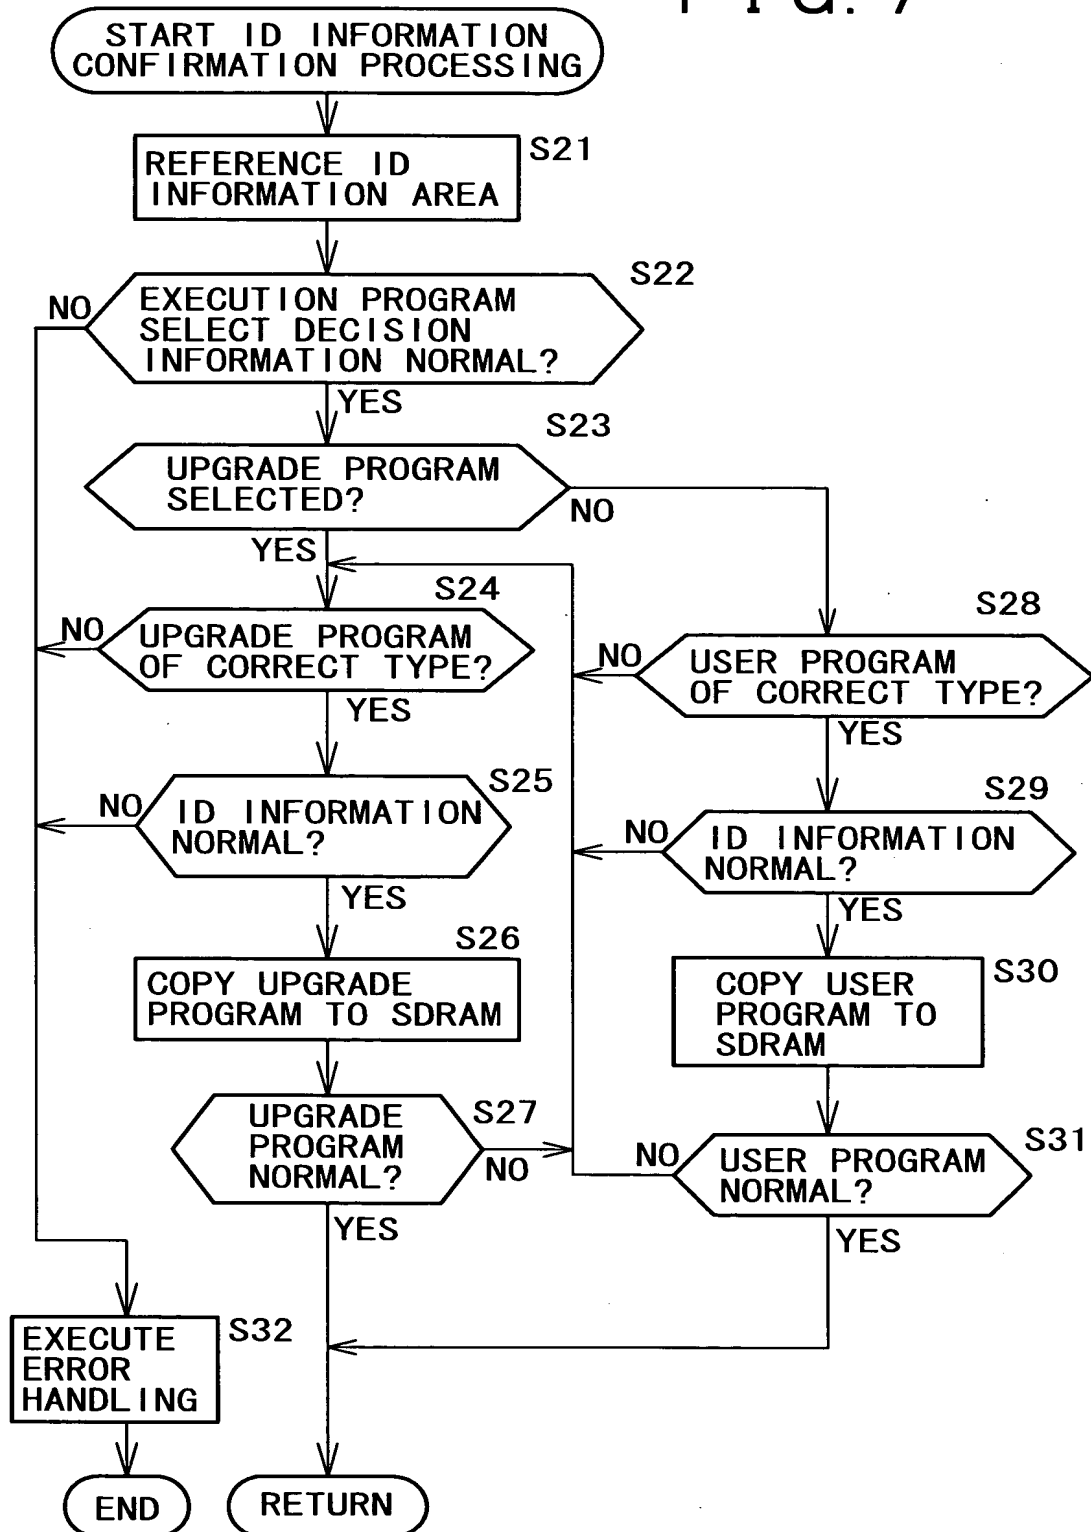 FIG. 7
START ID INFORMATION
CONFIRMATION PROCESSING
S21
REFERENCE ID
INFORMATION AREA
S22
NO
EXECUTION PROGRAM
SELECT DECISION
INFORMATION NORMAL?
YES
S23
UPGRADE PROGRAM
SELECTED?
NO
YES
S24
NO
UPGRADE PROGRAM
OF CORRECT TYPE?
YES
S28
NO
USER PROGRAM
OF CORRECT TYPE?
YES
S25
NO
ID INFORMATION
NORMAL?
YES
S29
NO
ID INFORMATION
NORMAL?
YES
S26
COPY UPGRADE
PROGRAM TO SDRAM
S30
COPY USER
PROGRAM TO
SDRAM
S27
UPGRADE
PROGRAM
NORMAL?
NO
YES
S31
NO
USER PROGRAM
NORMAL?
YES
S32
EXECUTE
ERROR
HANDLING
END
RETURN